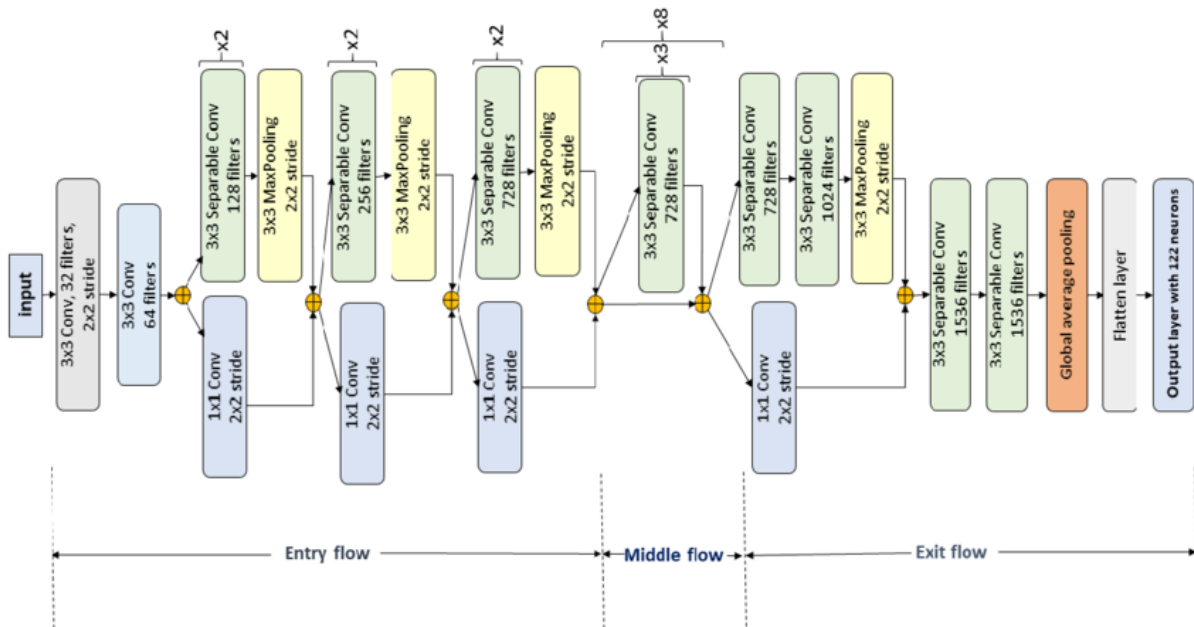 input
3x3 Conv, 32 filters,
2x2 stride
3x3 Conv
64 filters
x2
3x3 Separable Conv
128 filters
3x3 MaxPooling
2x2 stride
1x1 Conv
2x2 stride
x2
3x3 Separable Conv
256 filters
3x3 MaxPooling
2x2 stride
1x1 Conv
2x2 stride
x2
3x3 Separable Conv
728 filters
3x3 MaxPooling
2x2 stride
1x1 Conv
2x2 stride
x8
x3
3x3 Separable Conv
728 filters
3x3 Separable Conv
728 filters
3x3 Separable Conv
1024 filters
3x3 MaxPooling
2x2 stride
1x1 Conv
2x2 stride
3x3 Separable Conv
1536 filters
3x3 Separable Conv
1536 filters
Global average pooling
Flatten layer
Output layer with 122 neurons
Entry flow
Middle flow
Exit flow